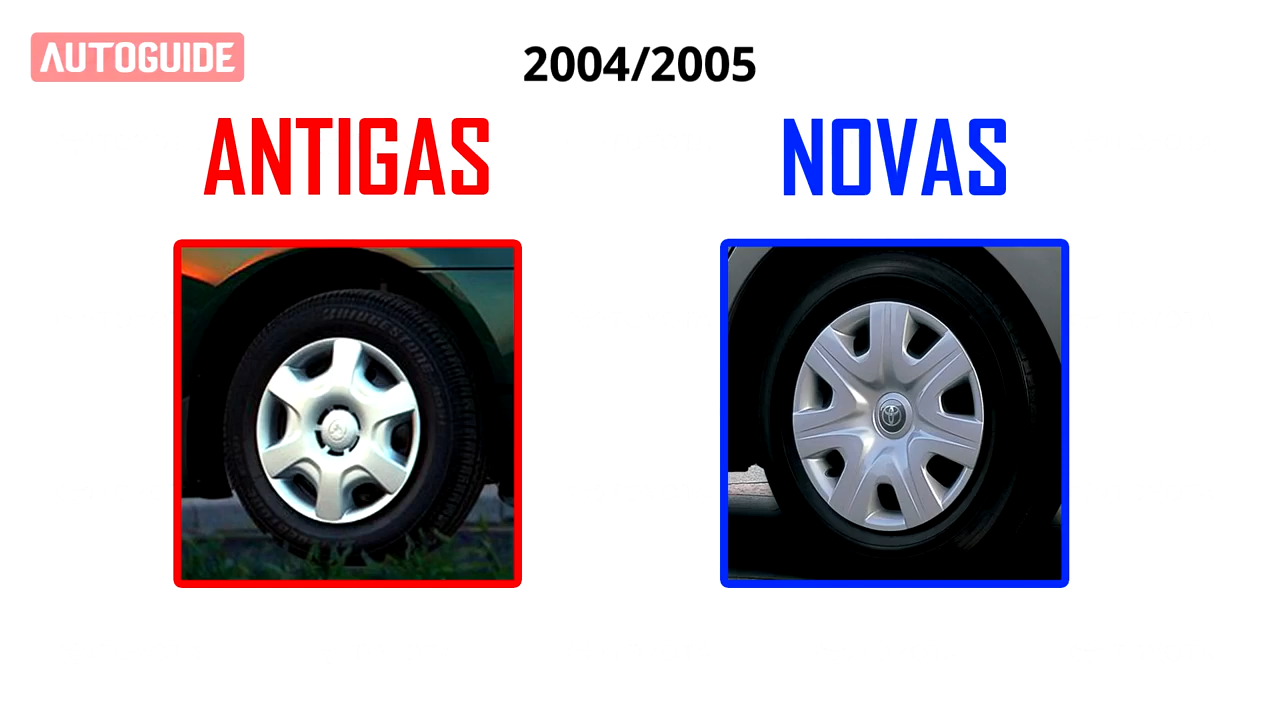 AUTOGUIDE
2004/2005
ANTIGAS
NOVAS
BRIDGESTONE